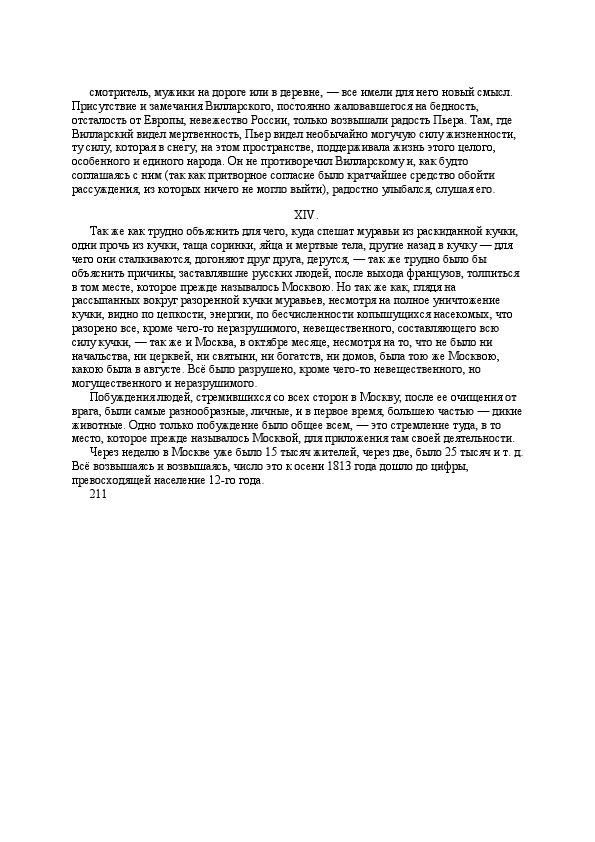 смотритель, мужики на дороге или в деревне, — все имели для него новый смысл.
Присутствие и замечания Вилларского, постоянно жаловавшегося на бедность,
отсталость от Европы, невежество России, только возвышали радость Пьера. Там, где
Вилларский видел мертвенность, Пьер видел необычайно могучую силу жизненности,
ту силу, которая в снегу, на этом пространстве, поддерживала жизнь этого целого,
особенного и единого народа. Он не противоречил Вилларскому и, как будто
соглашаясь с ним (так как притворное согласие было кратчайшее средство обойти
рассуждения, из которых ничего не могло выйти), радостно улыбался, слушая его.
XIV.
Так же как трудно объяснить для чего, куда спешат муравьи из раскиданной кучки,
одни прочь из кучки, таща соринки, яйца и мертвые тела, другие назад в кучку — для
чего они сталкиваются, догоняют друг друга, дерутся, — так же трудно было бы
объяснить причины, заставлявшие русских людей, после выхода французов, толпиться
в том месте, которое прежде называлось Москвою. Но так же как, глядя на
рассыпанных вокруг разоренной кучки муравьев, несмотря на полное уничтожение
кучки, видно по цепкости, энергии, по бесчисленности копышущихся насекомых, что
разорено все, кроме чего-то неразрушимого, невещественного, составляющего всю
силу кучки, — так же и Москва, в октябре месяце, несмотря на то, что не было ни
начальства, ни церквей, ни святыни, ни богатств, ни домов, была тою же Москвою,
какою была в августе. Всё было разрушено, кроме чего-то невещественного, но
могущественного и неразрушимого.
Побуждения людей, стремившихся со всех сторон в Москву, после ее очищения от
врага, были самые разнообразные, личные, и в первое время, большею частью — дикие
животные. Одно только побуждение было общее всем, — это стремление туда, в то
место, которое прежде называлось Москвой, для приложения там своей деятельности.
Через неделю в Москве уже было 15 тысяч жителей, через две, было 25 тысяч и т. д.
Всё возвышаясь и возвышаясь, число это к осени 1813 года дошло до цифры,
превосходящей население 12-го года.
211